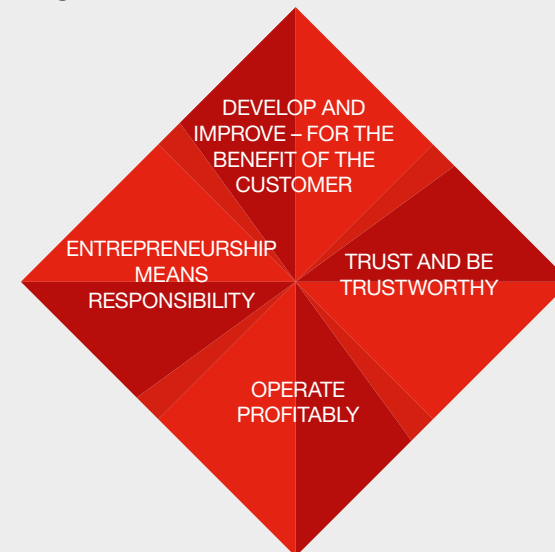 DEVELOP AND
IMPROVE – FOR THE
BENEFIT OF THE
CUSTOMER
ENTREPRENEURSHIP
MEANS
RESPONSIBILITY
TRUST AND BE
TRUSTWORTHY
OPERATE
PROFITABLY